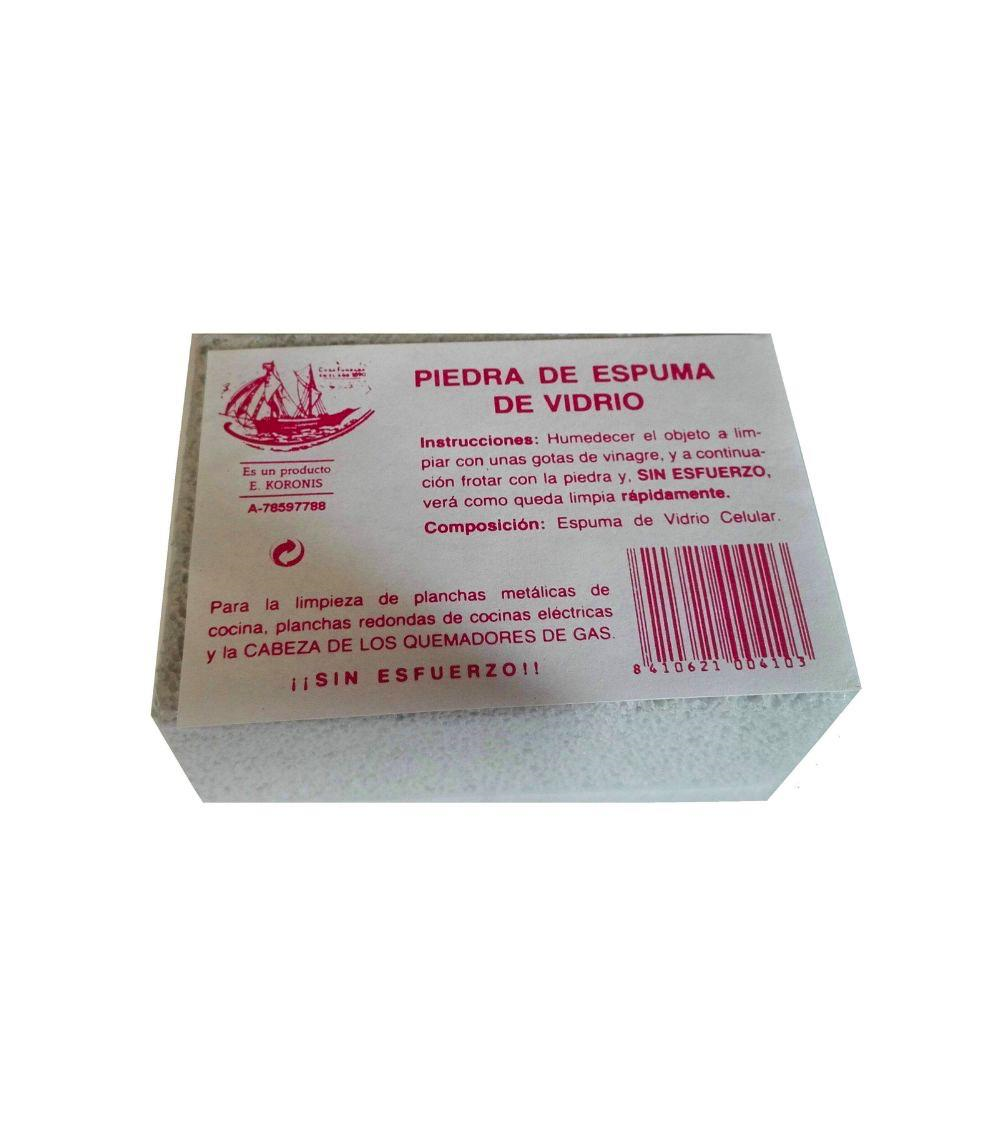 PIEDRA DE ESPUMA
DE VIDRIO
Instrucciones: Humedecer el objeto a lim-
piar con unas gotas de vinagre, y a continua-
ción frotar con la piedra y, SIN ESFUERZO,
verá como queda limpia rápidamente.
Composición: Espuma de Vidrio Celular.
Es un producto
E. KORONIS
A-78597788
Para la limpieza de planchas metálicas de
cocina, planchas redondas de cocinas eléctricas
y la CABEZA DE LOS QUEMADORES DE GAS.
¡¡SIN ESFUERZO!!
8 410621 004103